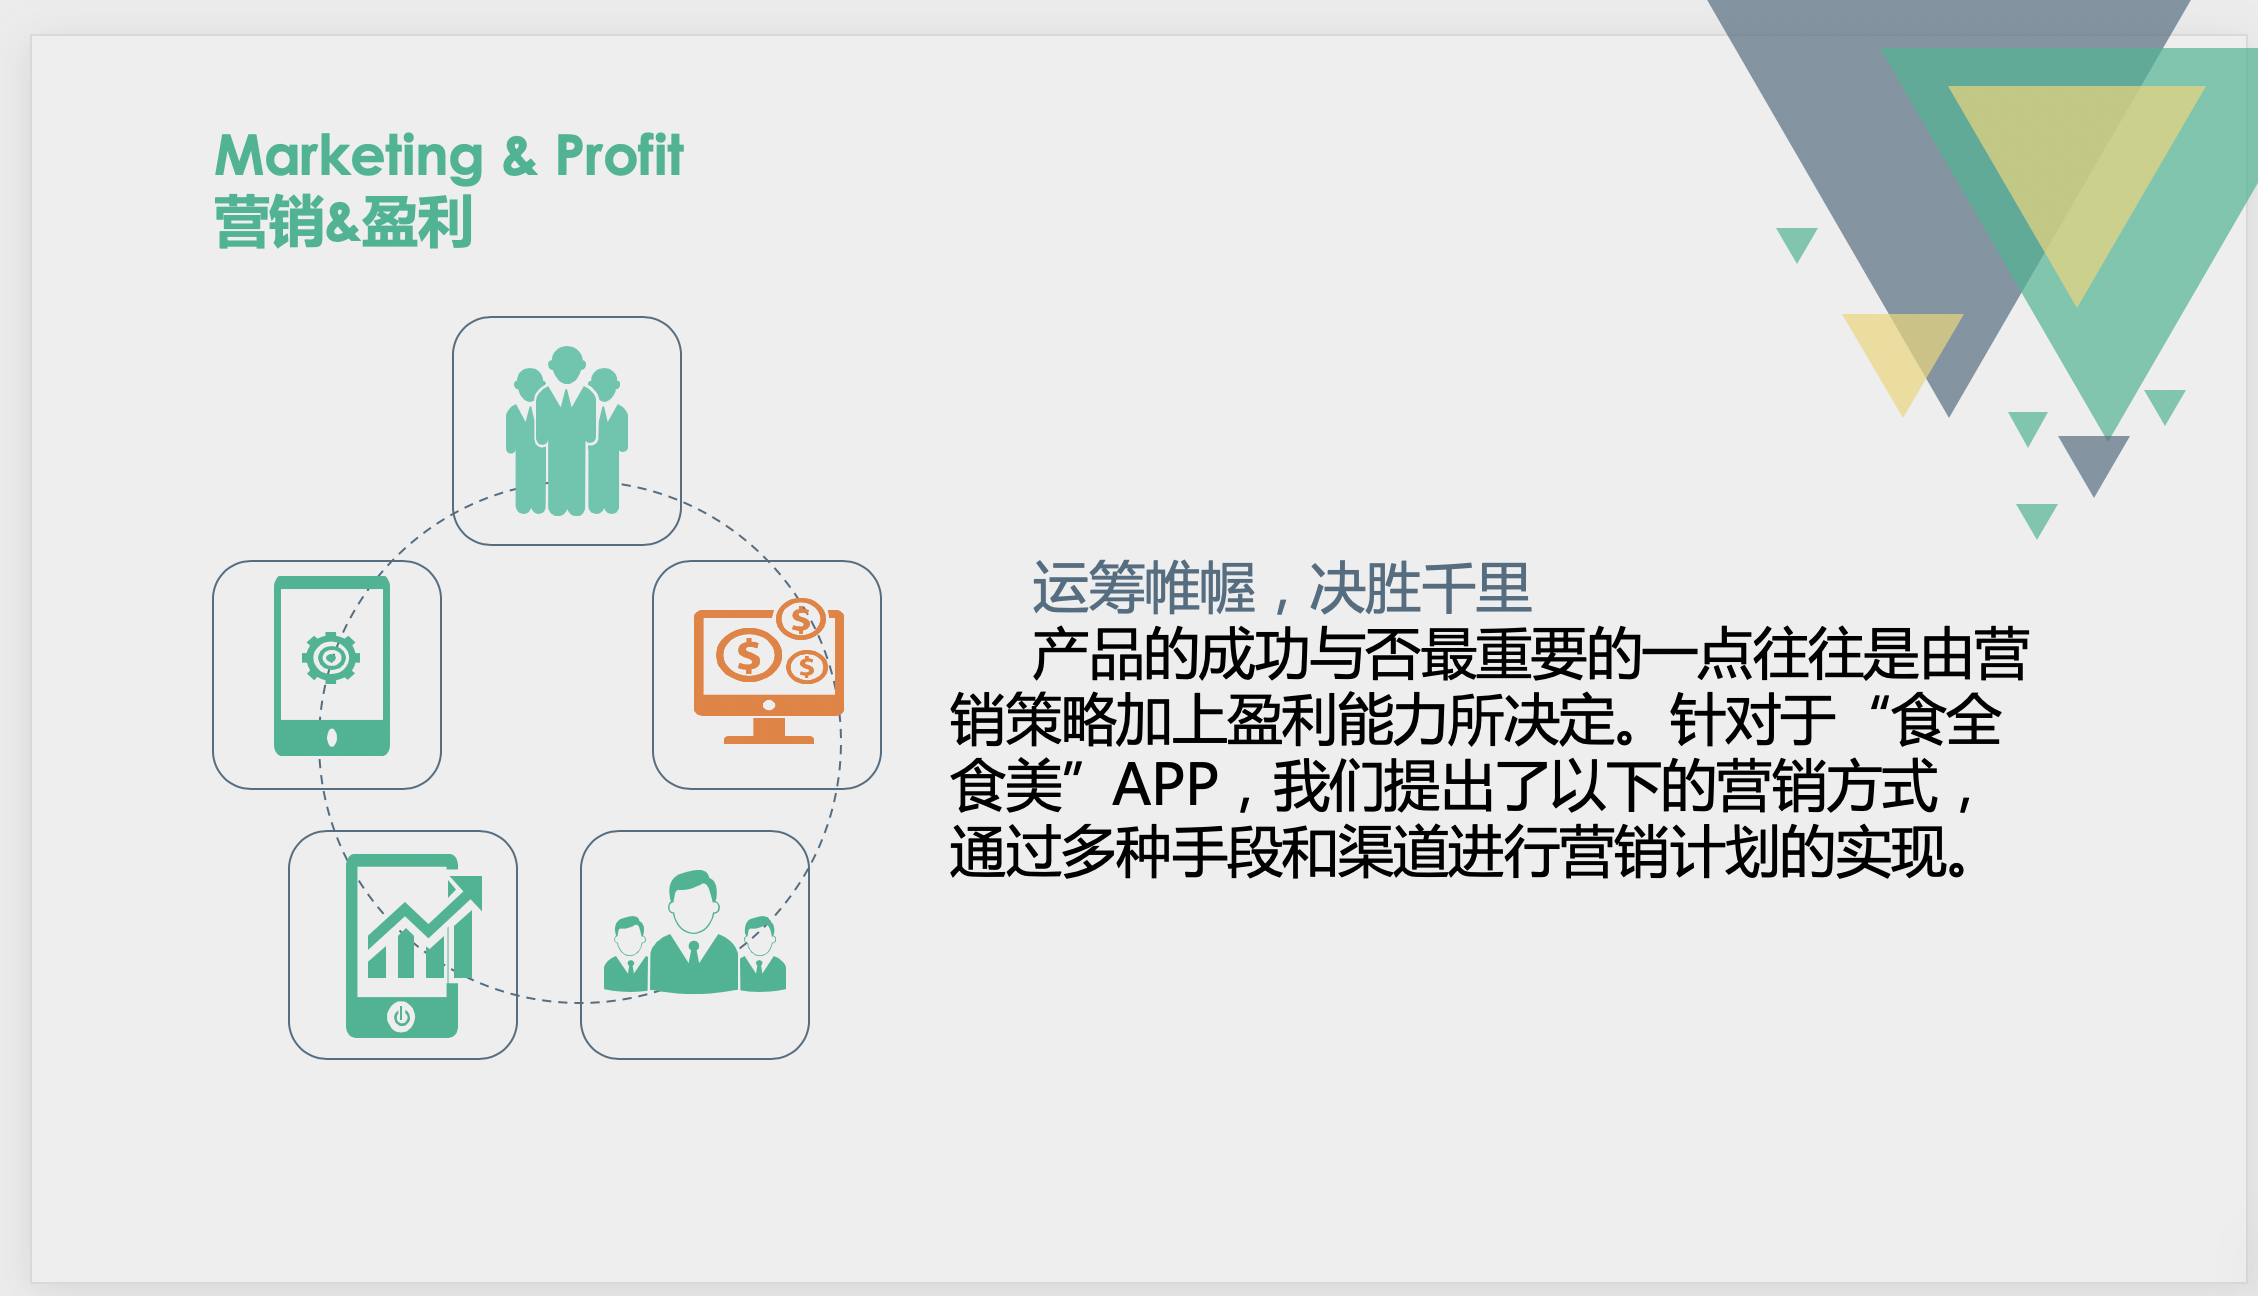 Marketing & Profit
营销&盈利
运筹帷幄，决胜千里
产品的成功与否最重要的一点往往是由营
销策略加上盈利能力所决定。针对于“食全
食美”APP，我们提出了以下的营销方式，
通过多种手段和渠道进行营销计划的实现。
$
$
$